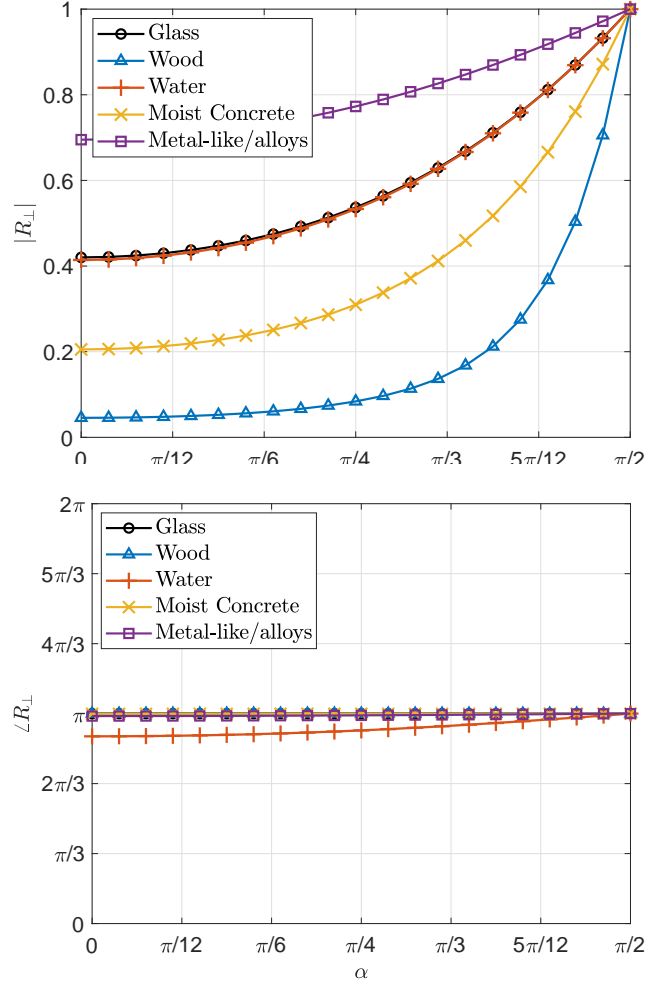 1
0.8
0.6
0.4
0.2
0
|R⊥|
Glass
Wood
Water
Moist Concrete
Metal-like/alloys
0 π/12 π/6 π/4 π/3 5π/12 π/2
2π
5π/3
4π/3
π
2π/3
π/3
0
∠R⊥
Glass
Wood
Water
Moist Concrete
Metal-like/alloys
0 π/12 π/6 π/4 π/3 5π/12 π/2
α